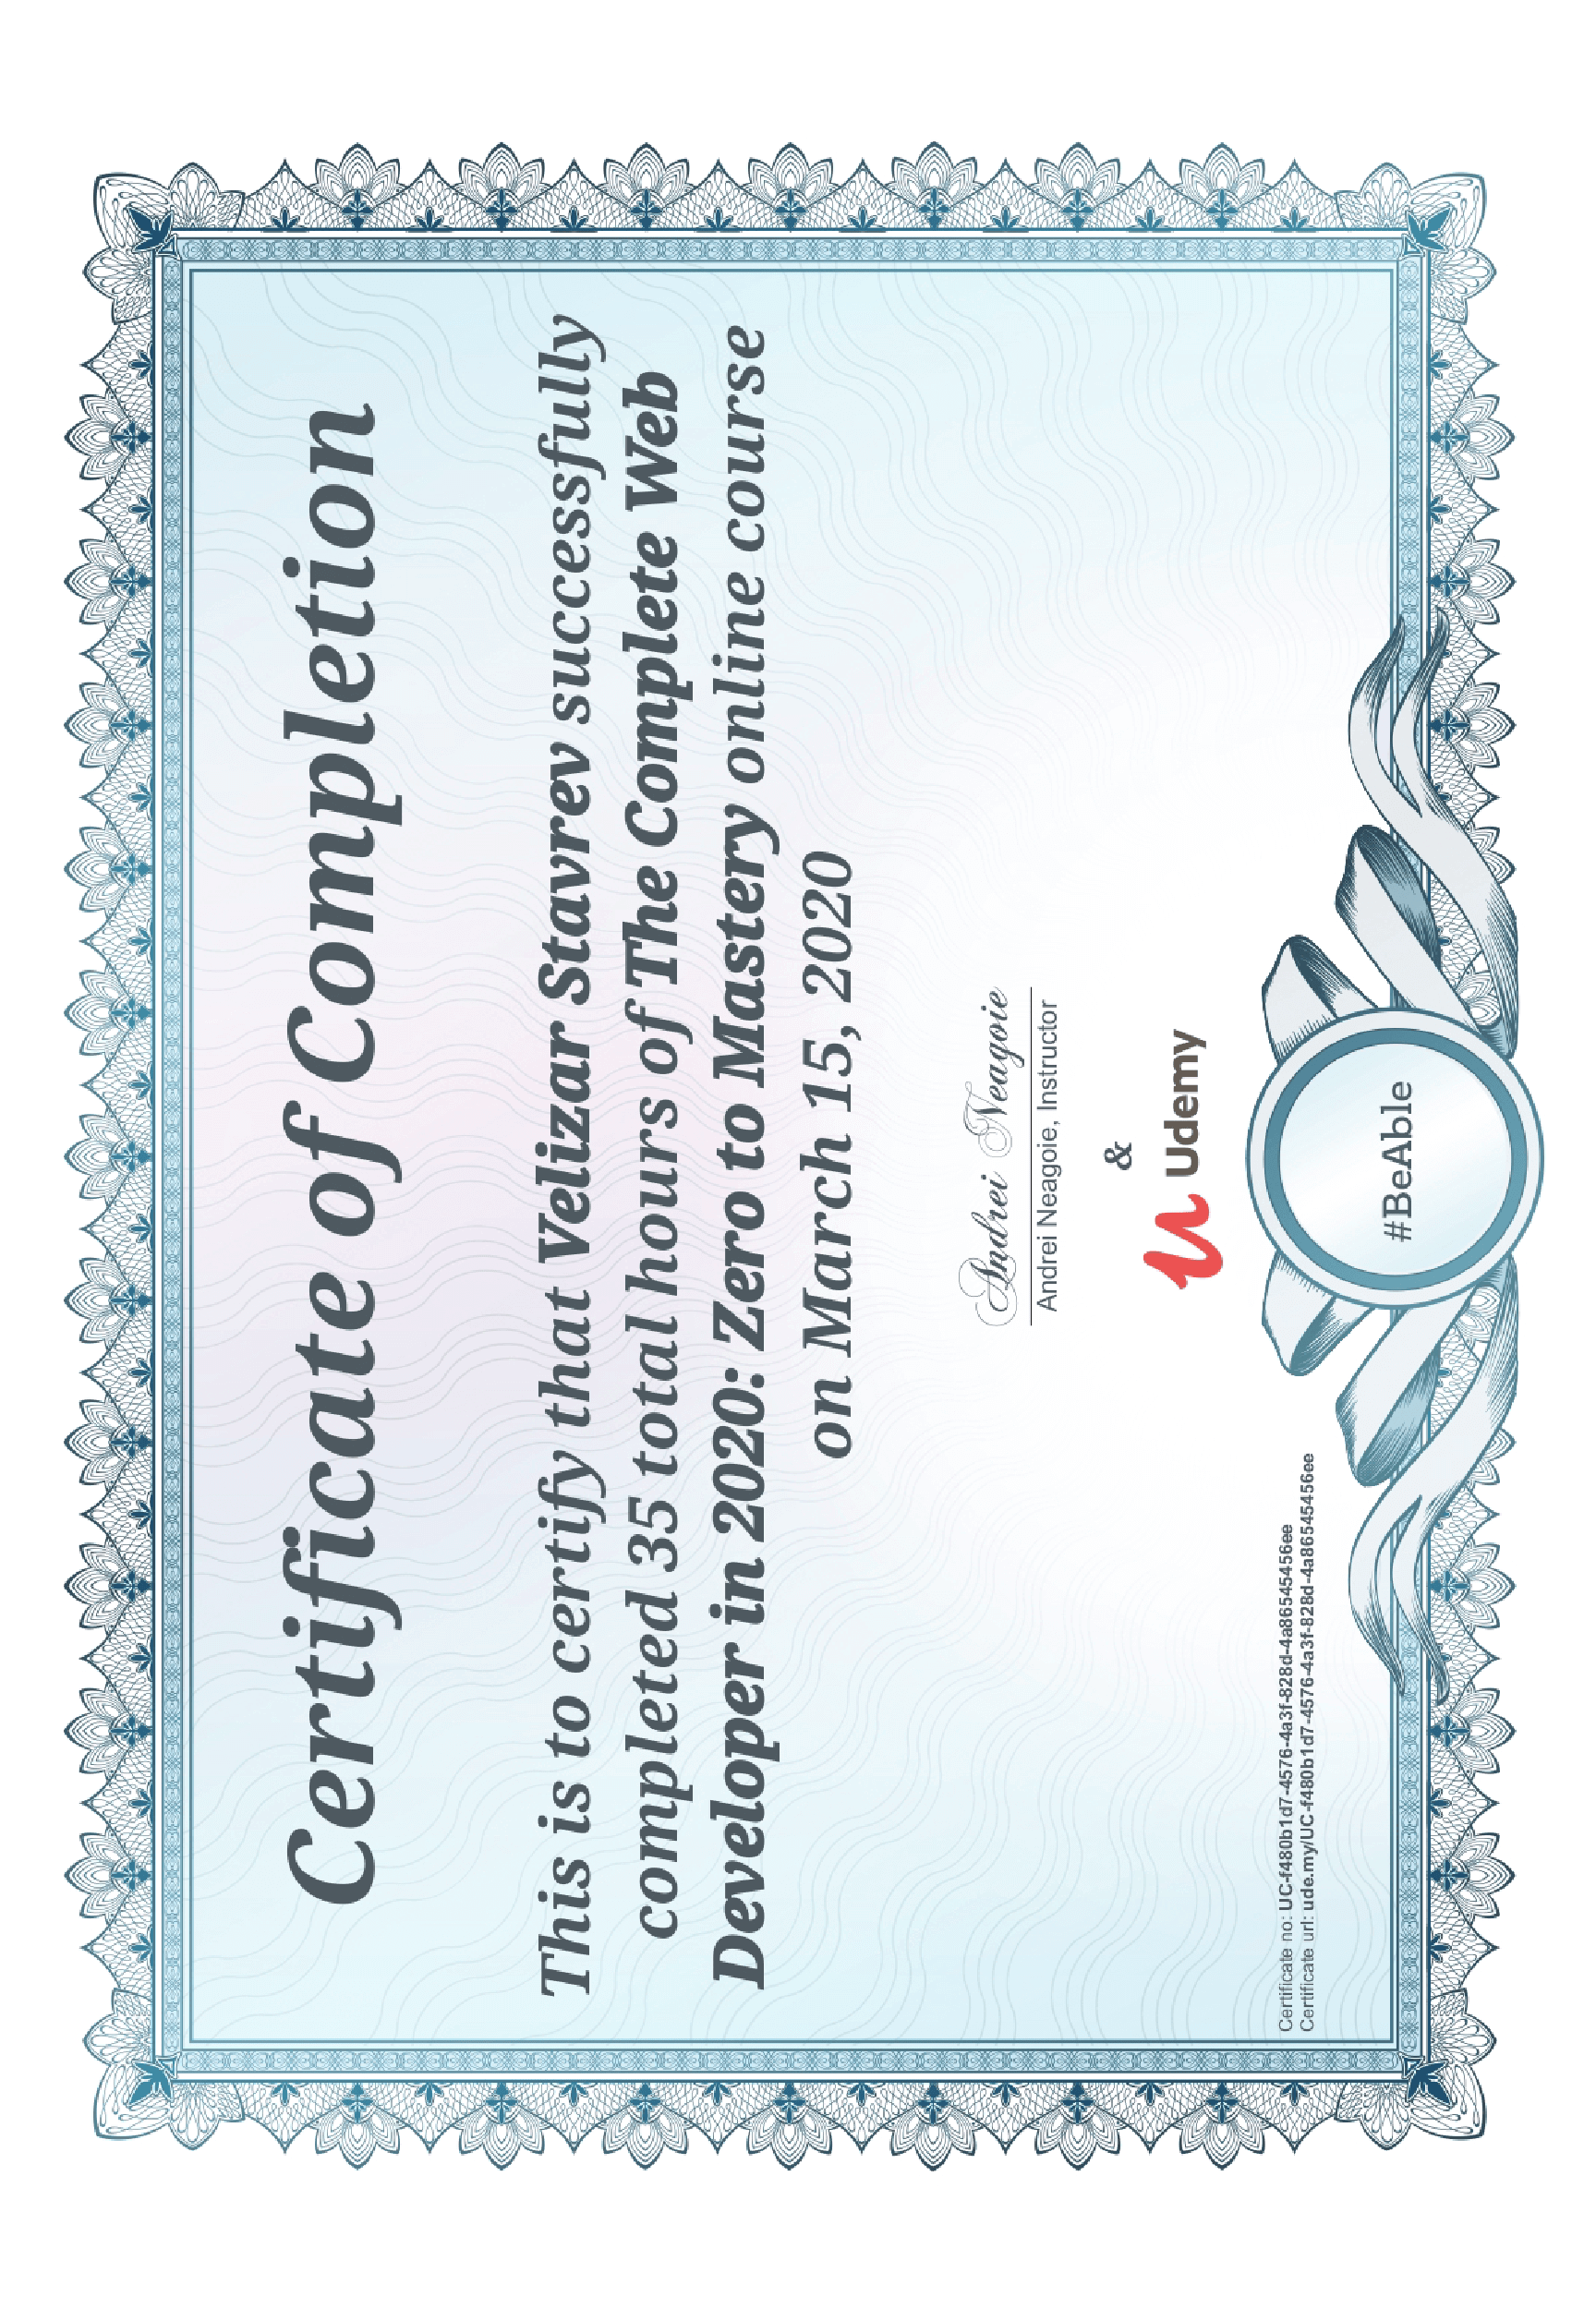 Certificate of Completion
This is to certify that Velizar Stavrev successfully
completed 35 total hours of The Complete Web
Developer in 2020: Zero to Mastery online course
on March 15, 2020
Andrei Neagoie
Andrei Neagoie, Instructor
&
Udemy
Certificate no: UC-f480b1d7-4576-4a3f-828d-4a86545456ee
Certificate url: ude.my/UC-f480b1d7-4576-4a3f-828d-4a86545456ee
#BeAble